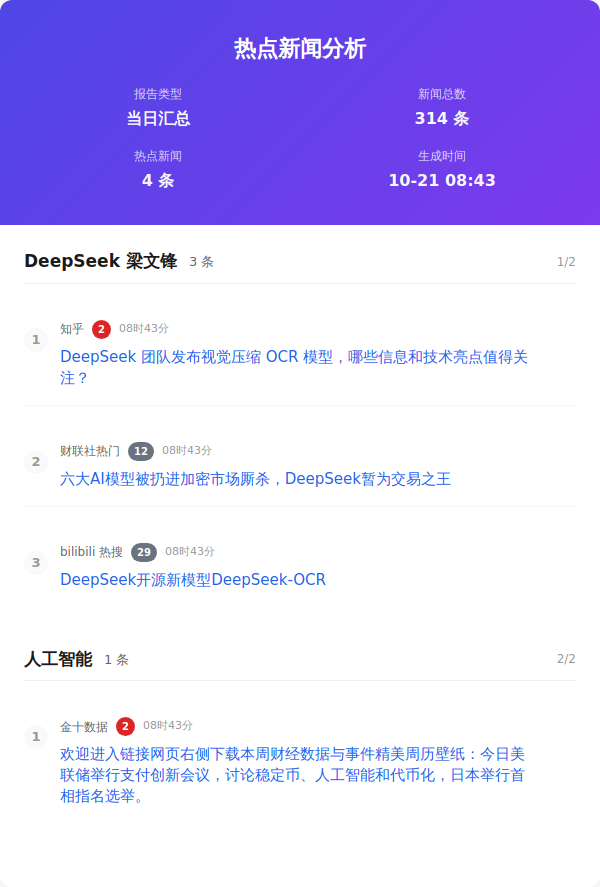 热点新闻分析
报告类型
新闻总数
当日汇总
314 条
热点新闻
生成时间
4 条
10-21 08:43
DeepSeek 梁文锋 3 条 1/2
1 知乎 2 08时43分
DeepSeek 团队发布视觉压缩 OCR 模型，哪些信息和技术亮点值得关
注？
2 财联社热门 12 08时43分
六大AI模型被扔进加密市场厮杀，DeepSeek暂为交易之王
3 bilibili 热搜 29 08时43分
DeepSeek开源新模型DeepSeek-OCR
人工智能 1 条 2/2
1 金十数据 2 08时43分
欢迎进入链接网页右侧下载本周财经数据与事件精美周历壁纸：今日美
联储举行支付创新会议，讨论稳定币、人工智能和代币化，日本举行首
相指名选举。